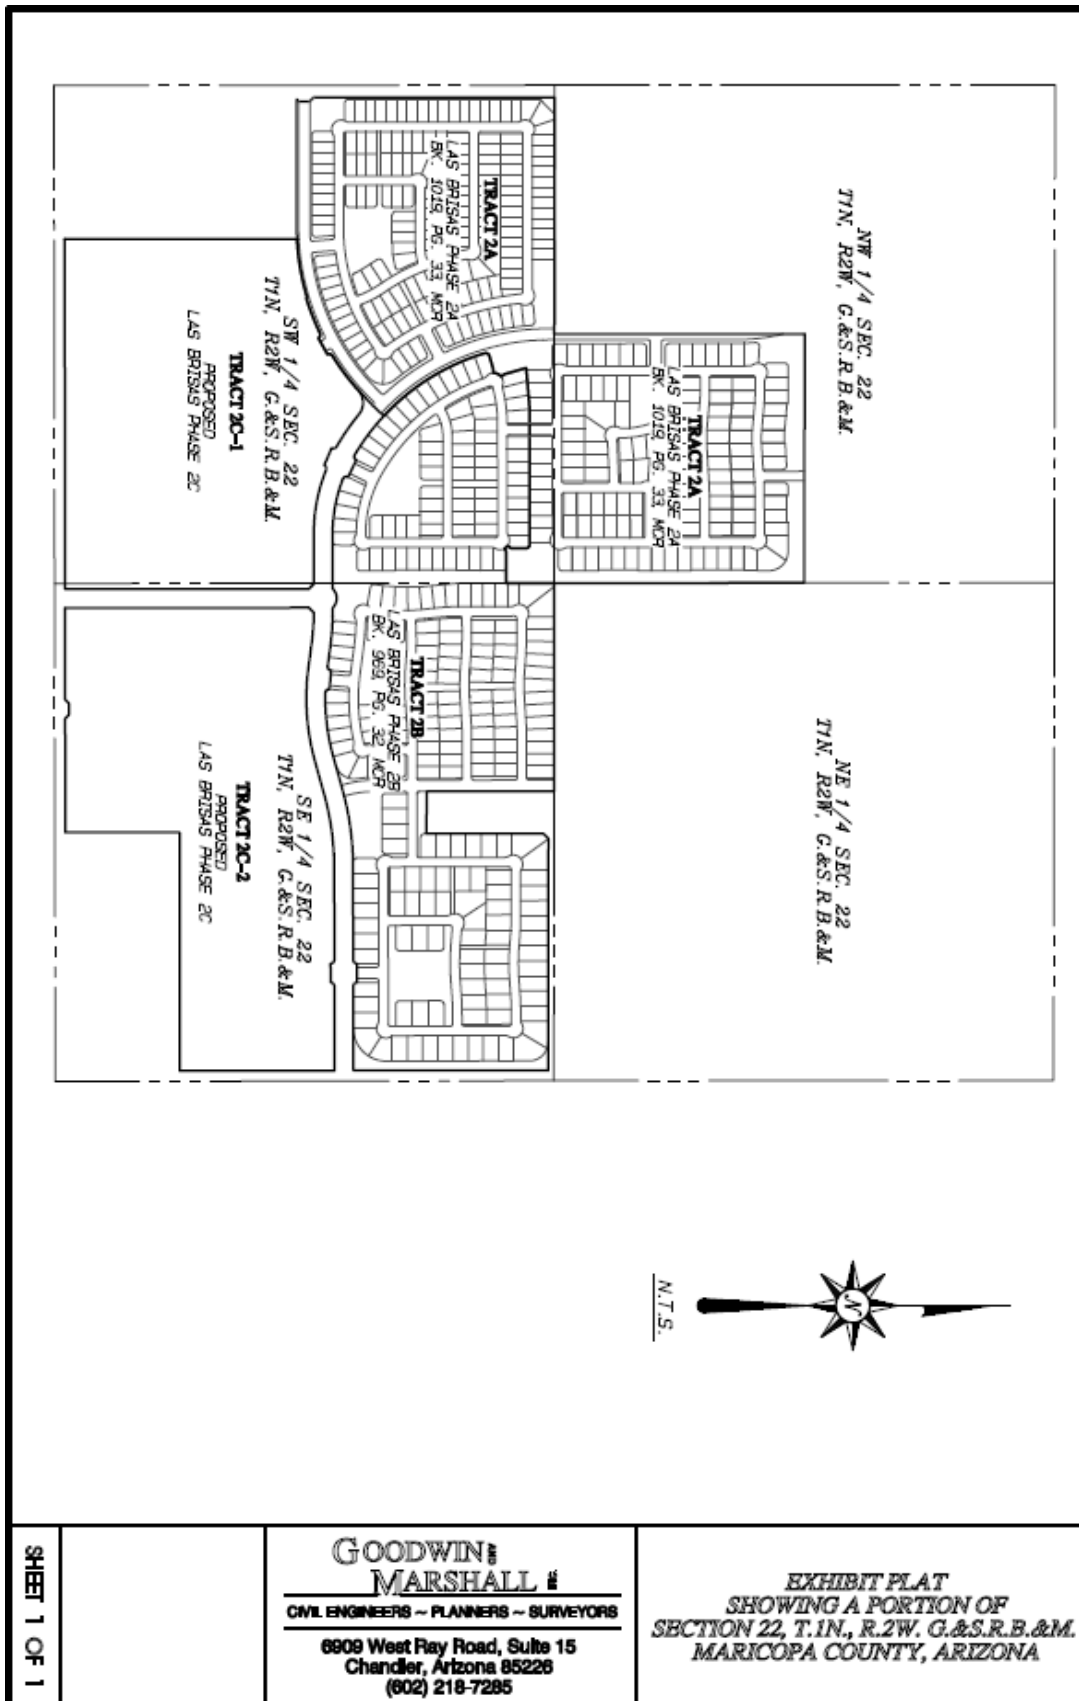 NW 1/4 SEC. 22
T1N, R2W, G.&S.R.B.&M.
NE 1/4 SEC. 22
T1N, R2W, G.&S.R.B.&M.
TRACT 2A
LAS BRISAS PHASE 2A
BK. 1019, PG. 33, MCR
TRACT 2A
LAS BRISAS PHASE 2A
BK. 1019, PG. 33, MCR
TRACT 2B
LAS BRISAS PHASE 2B
BK. 969, PG. 32, MCR
SW 1/4 SEC. 22
T1N, R2W, G.&S.R.B.&M.
TRACT 2C-1
PROPOSED
LAS BRISAS PHASE 2C
SE 1/4 SEC. 22
T1N, R2W, G.&S.R.B.&M.
TRACT 2C-2
PROPOSED
LAS BRISAS PHASE 2C
N
N.T.S.
SHEET 1 OF 1
GOODWIN AND
MARSHALL INC.
CIVIL ENGINEERS ~ PLANNERS ~ SURVEYORS
6909 West Ray Road, Suite 15
Chandler, Arizona 85226
(602) 218-7285
EXHIBIT PLAT
SHOWING A PORTION OF
SECTION 22, T.1N., R.2W. G.&S.R.B.&M.
MARICOPA COUNTY, ARIZONA